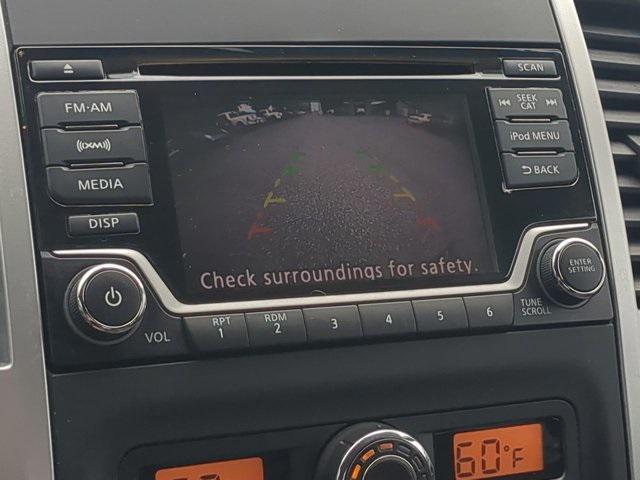 SCAN
FM·AM
SEEK
CAT
((XM))
iPod MENU
MEDIA
BACK
DISP
ENTER
SETTING
Check surroundings for safety.
VOL
RPT
1
RDM
2
3
4
5
6
TUNE
SCROLL
60°F